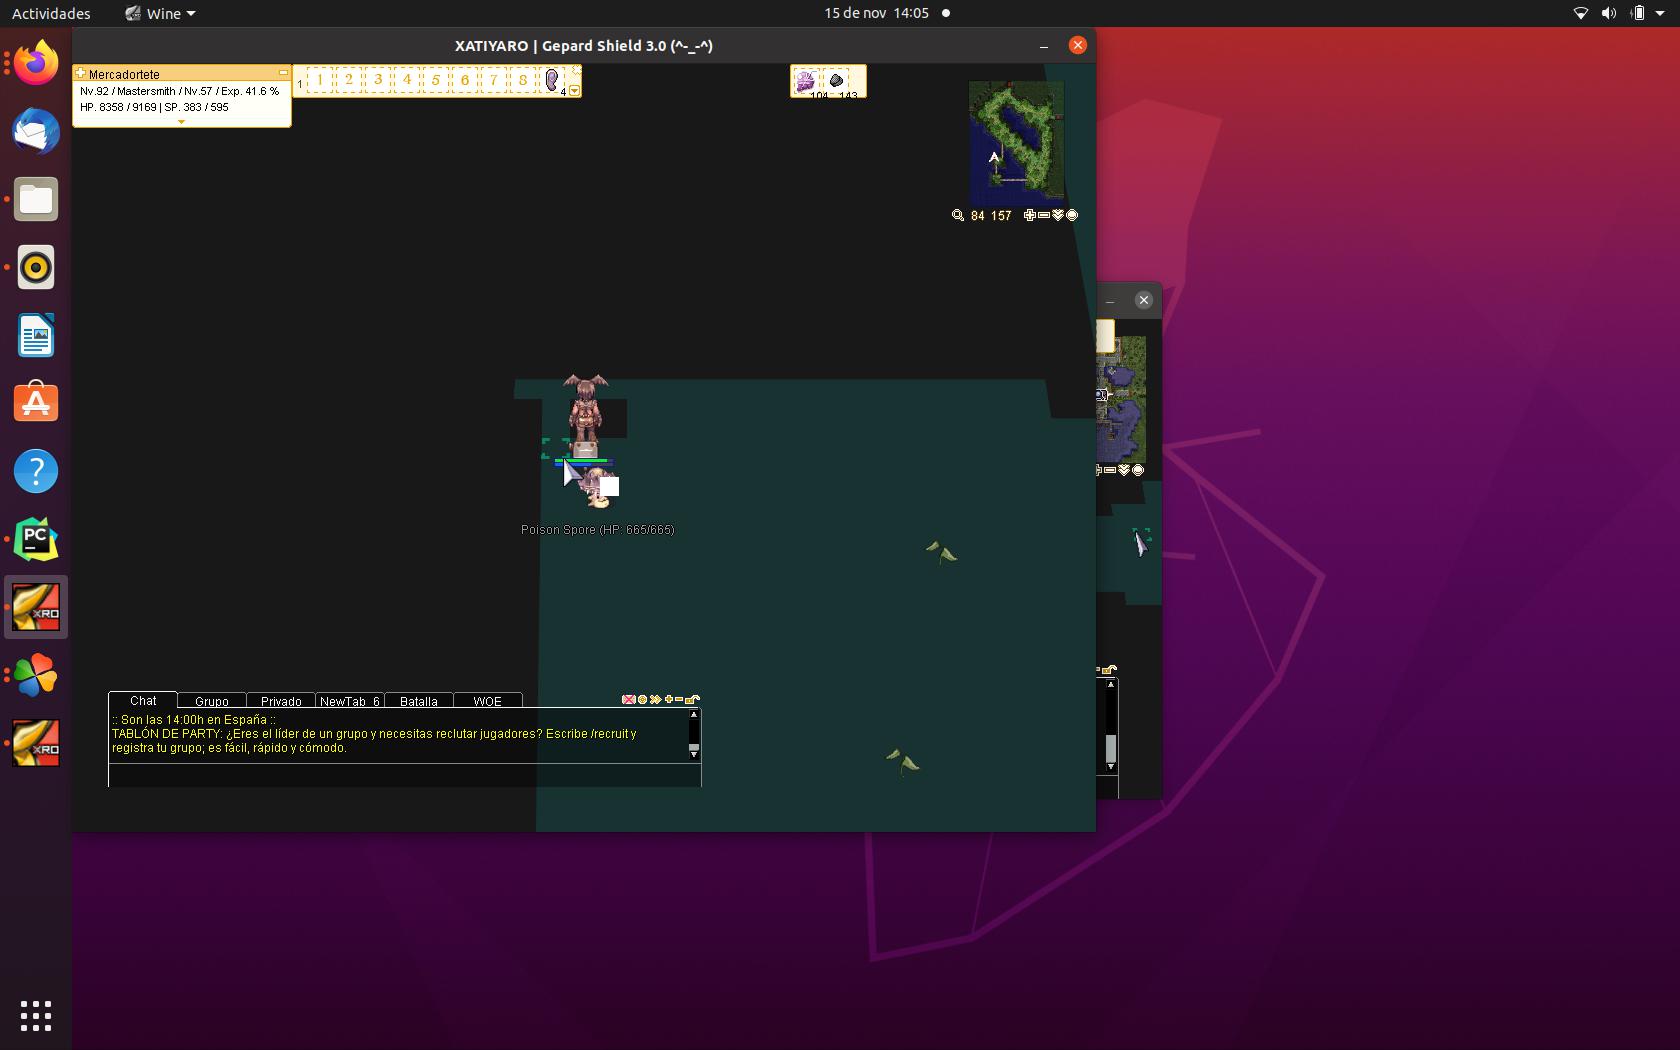 Actividades
Wine
15 de nov 14:05
XATIYARO | Gepard Shield 3.0 (^-_-^)
Mercadortete
Nv.92 / Mastersmith / Nv.57 / Exp. 41.6 %
HP. 8358 / 9169 | SP. 383 / 595
1 1 2 3 4 5 6 7 8 4
104 143
84 157
Poison Spore (HP: 665/665)
Chat Grupo Privado NewTab_6 Batalla WOE
:: Son las 14:00h en España ::
TABLÓN DE PARTY: ¿Eres el líder de un grupo y necesitas reclutar jugadores? Escribe /recruit y
registra tu grupo; es fácil, rápido y cómodo.
?
PC
XRO
XRO